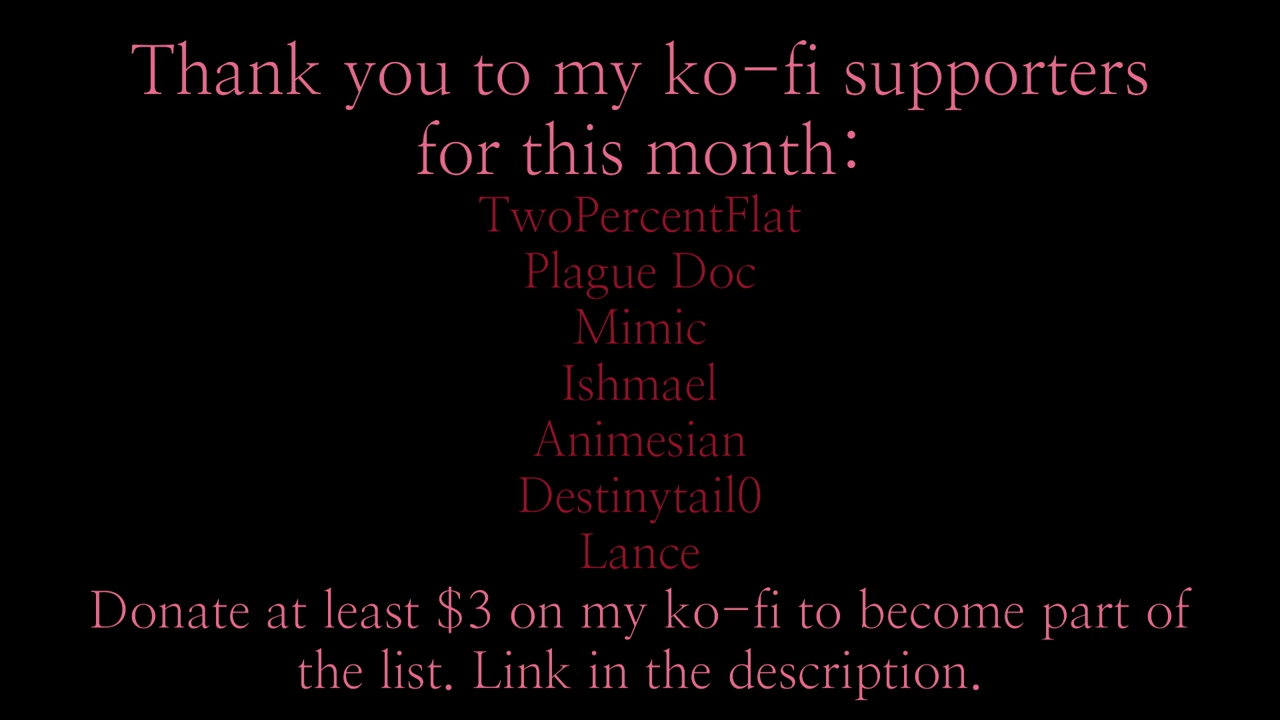 Thank you to my ko-fi supporters
for this month:
TwoPercentFlat
Plague Doc
Mimic
Ishmael
Animesian
Destinytail0
Lance
Donate at least $3 on my ko-fi to become part of
the list. Link in the description.